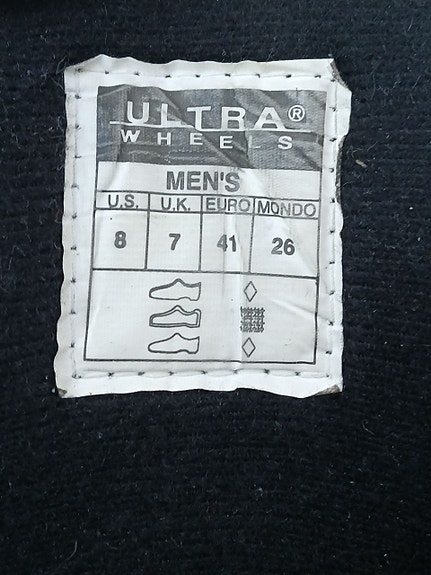 ULTRA®
WHEELS
MEN'S
U.S. U.K. EURO MONDO
8 7 41 26